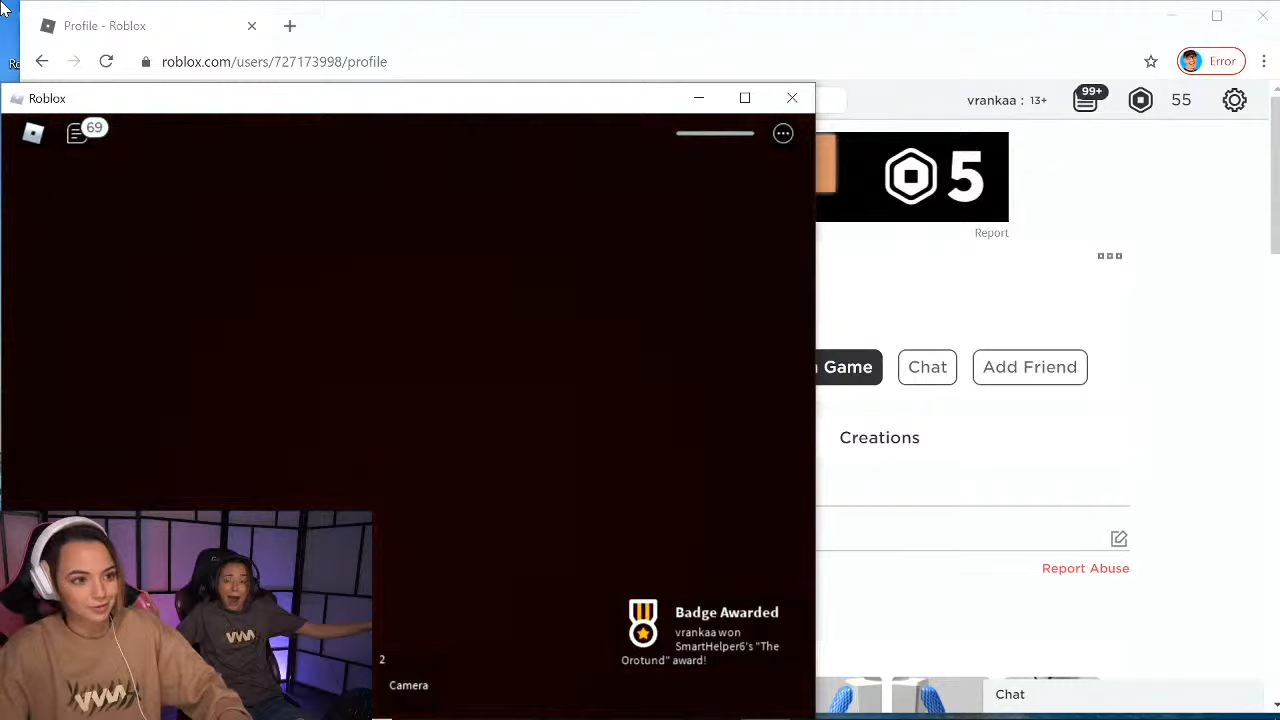 Profile - Roblox
roblox.com/users/727173998/profile
Error
Roblox
69
vrankaa : 13+
99+
55
5
Report
Game
Chat
Add Friend
Creations
Report Abuse
Badge Awarded
vrankaa won
SmartHelper6's "The
Orotund" award!
2
Camera
Chat